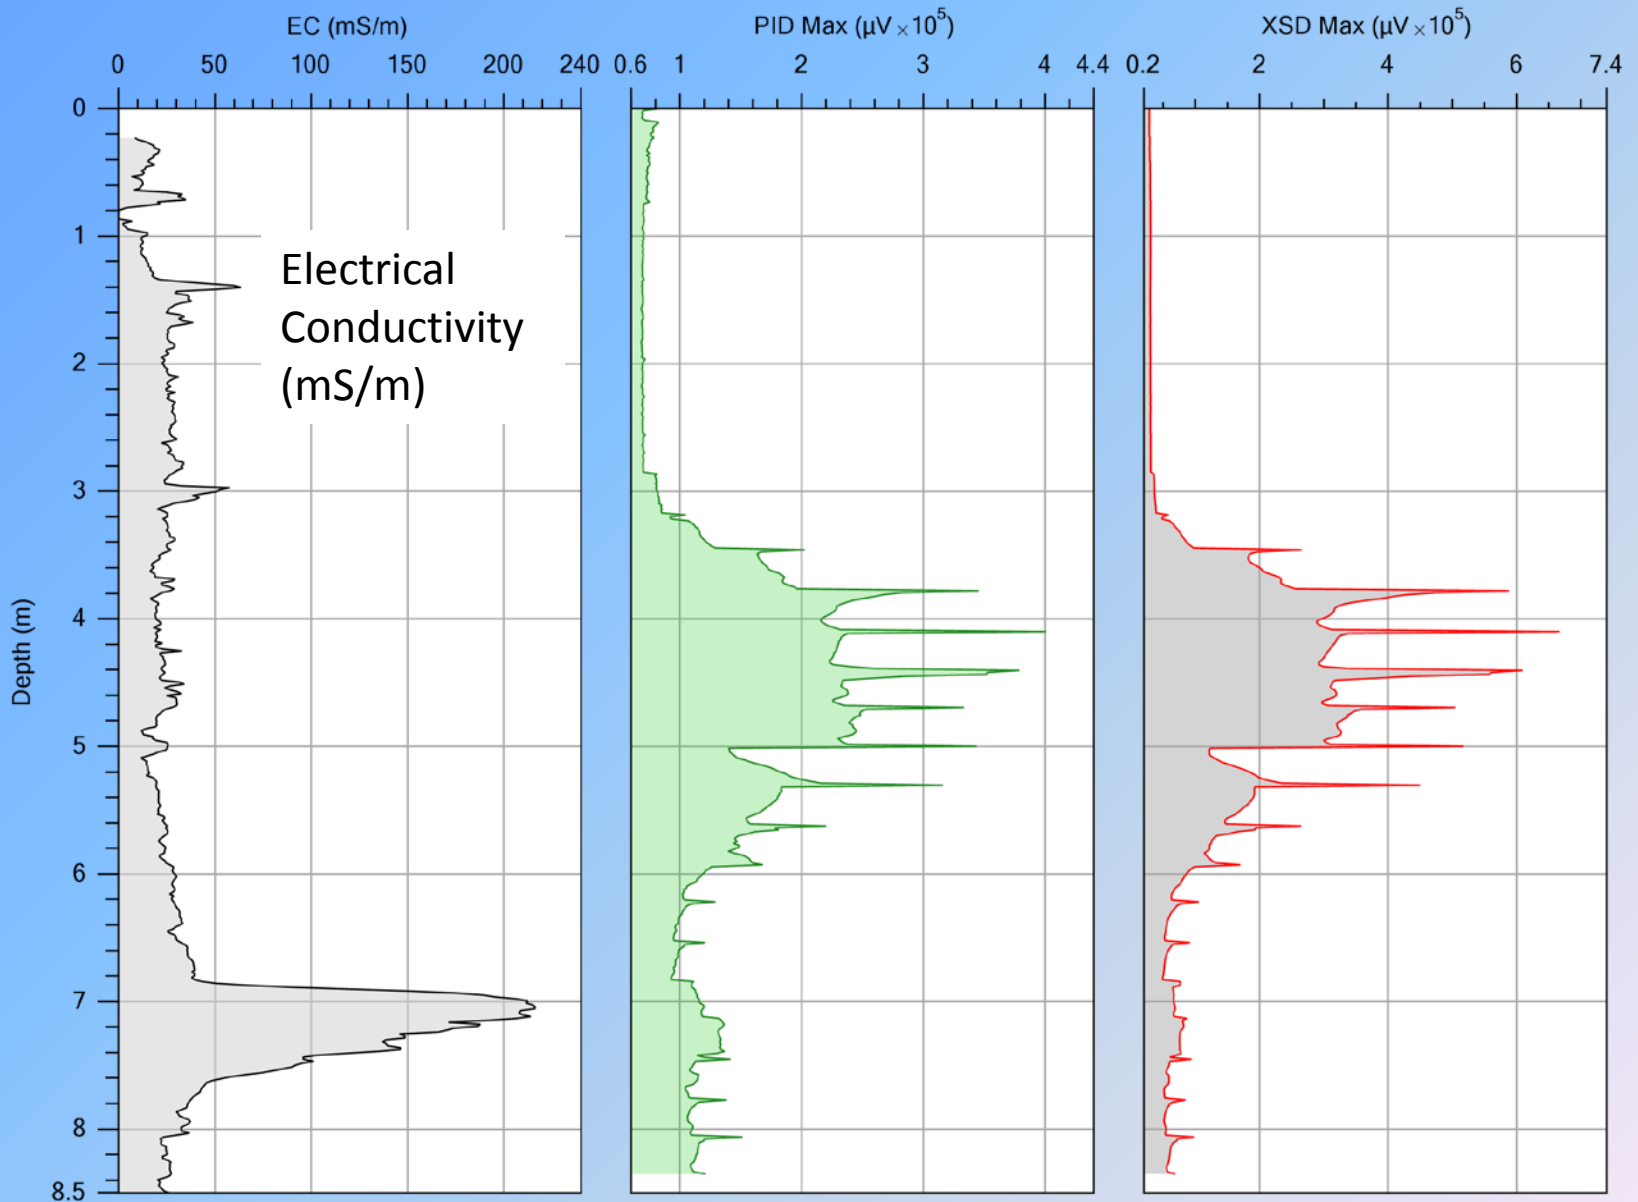 EC (mS/m)
PID Max (µV ×10⁵)
XSD Max (µV ×10⁵)
0 50 100 150 200 240
0.6 1 2 3 4 4.4
0.2 2 4 6 7.4
0
1
2
3
4
5
6
7
8
8.5
Depth (m)
Electrical
Conductivity
(mS/m)